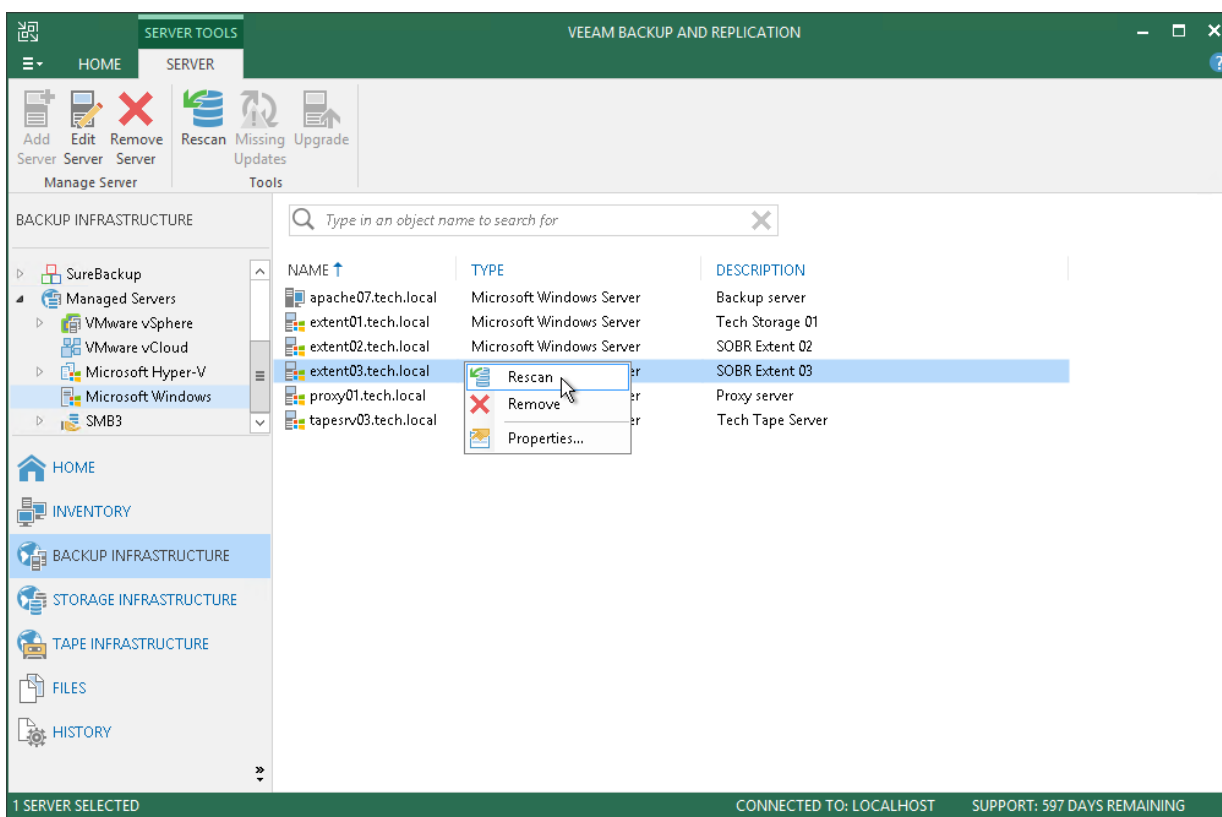 SERVER TOOLS
VEEAM BACKUP AND REPLICATION
HOME
SERVER
?
Add Server
Edit Server
Remove Server
Rescan
Missing Updates
Upgrade
Manage Server
Tools
BACKUP INFRASTRUCTURE
SureBackup
Managed Servers
VMware vSphere
VMware vCloud
Microsoft Hyper-V
Microsoft Windows
SMB3
Type in an object name to search for
NAME TYPE DESCRIPTION
apache07.tech.local Microsoft Windows Server Backup server
extent01.tech.local Microsoft Windows Server Tech Storage 01
extent02.tech.local Microsoft Windows Server SOBR Extent 02
extent03.tech.local er SOBR Extent 03
proxy01.tech.local er Proxy server
tapesrv03.tech.local er Tech Tape Server
Rescan
Remove
Properties...
HOME
INVENTORY
BACKUP INFRASTRUCTURE
STORAGE INFRASTRUCTURE
TAPE INFRASTRUCTURE
FILES
HISTORY
1 SERVER SELECTED
CONNECTED TO: LOCALHOST
SUPPORT: 597 DAYS REMAINING